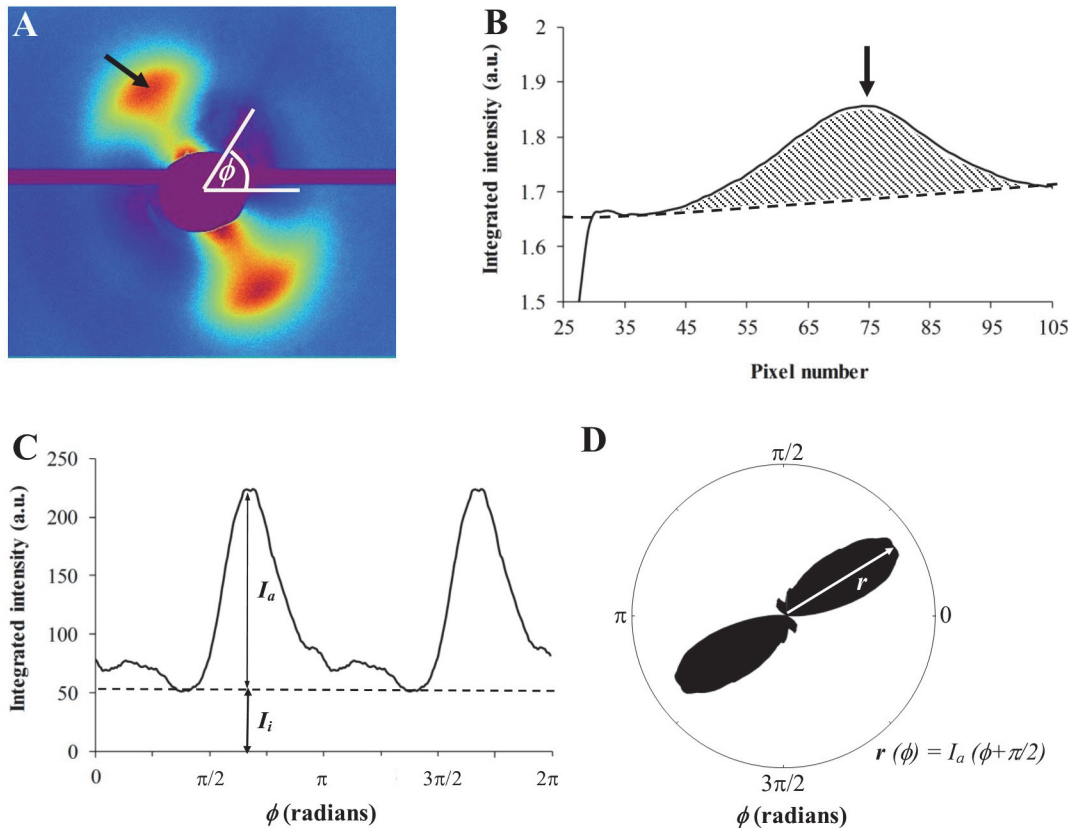 A
ϕ
B
Integrated intensity (a.u.)
2
1.9
1.8
1.7
1.6
1.5
25 35 45 55 65 75 85 95 105
Pixel number
C
Integrated intensity (a.u.)
250
200
150
100
50
0
Iₐ
Iᵢ
0 π/2 π 3π/2 2π
ϕ (radians)
D
π/2
π
0
r
3π/2
r (ϕ) = Iₐ (ϕ+π/2)
ϕ (radians)